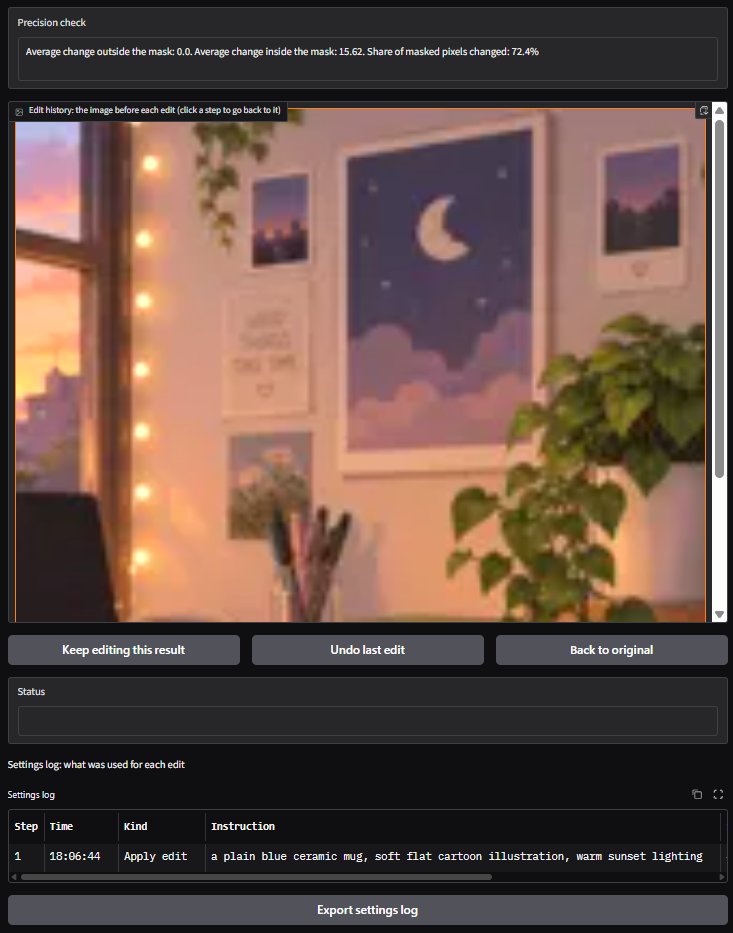 Precision check
Average change outside the mask: 0.0. Average change inside the mask: 15.62. Share of masked pixels changed: 72.4%
Edit history: the image before each edit (click a step to go back to it)
GOOD
THINGS
TAKE TIME
Keep editing this result
Undo last edit
Back to original
Status
Settings log: what was used for each edit
Settings log
Step
Time
Kind
Instruction
1
18:06:44
Apply edit
a plain blue ceramic mug, soft flat cartoon illustration, warm sunset lighting
Export settings log